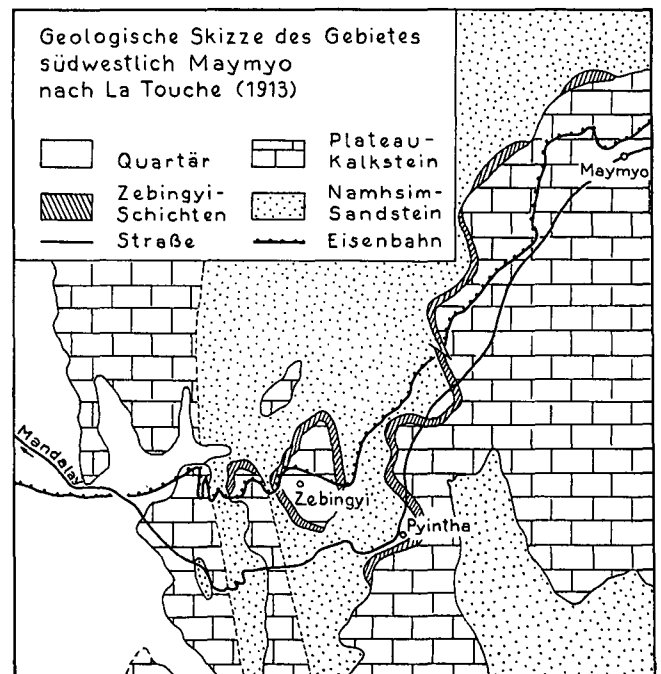 Geologische Skizze des Gebietes
südwestlich Maymyo
nach La Touche (1913)
Quartär
Plateau-
Kalkstein
Zebingyi-
Schichten
Namhsim-
Sandstein
Straße
Eisenbahn
Maymyo
Mandalay
Zebingyi
Pyintha